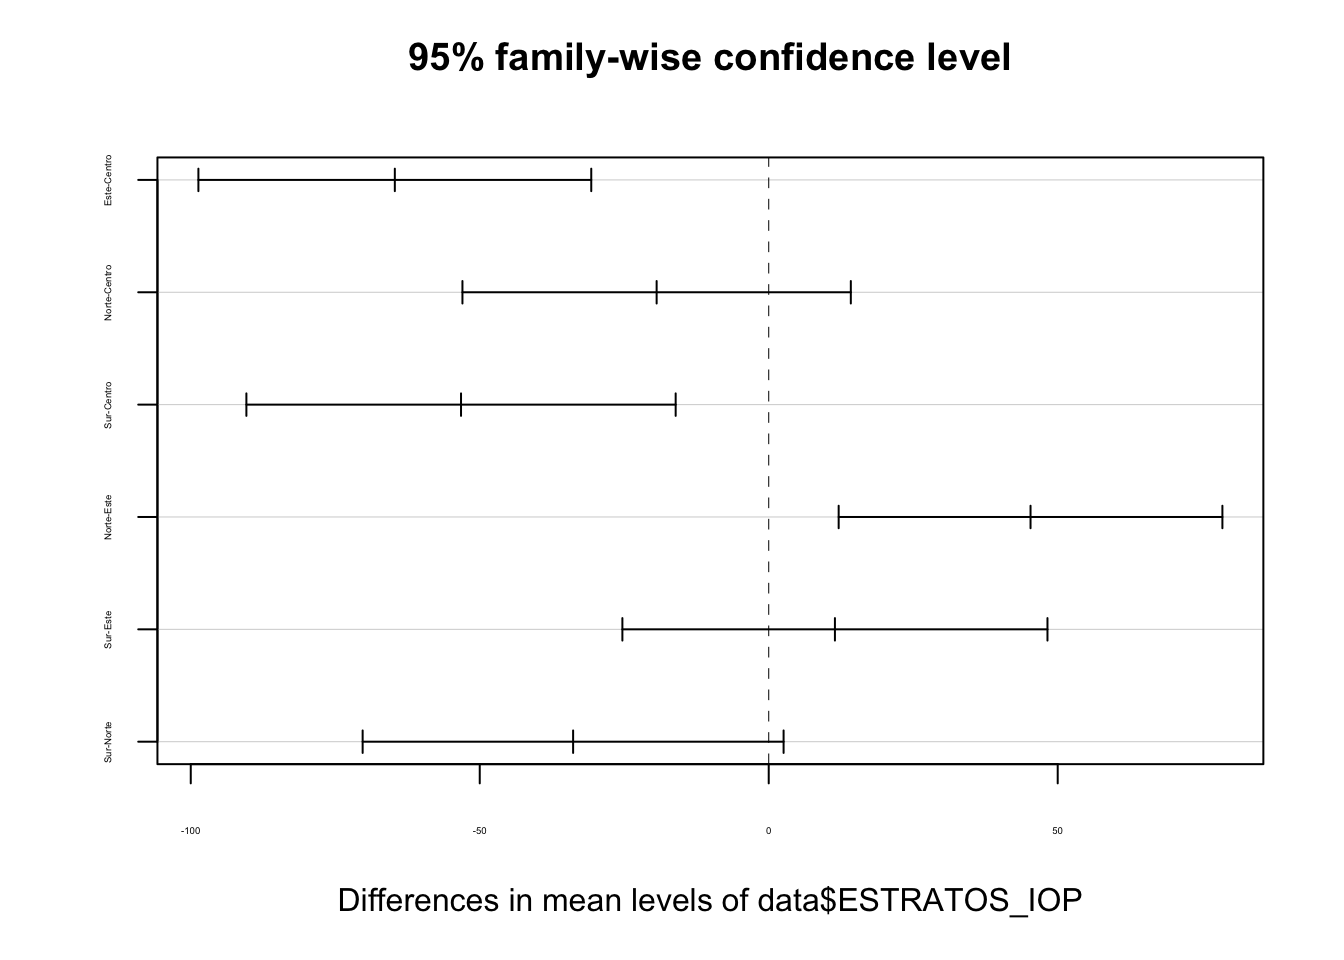 95% family-wise confidence level
Este-Centro
Norte-Centro
Sur-Centro
Norte-Este
Sur-Este
Sur-Norte
-100
-50
0
50
Differences in mean levels of data$ESTRATOS_IOP